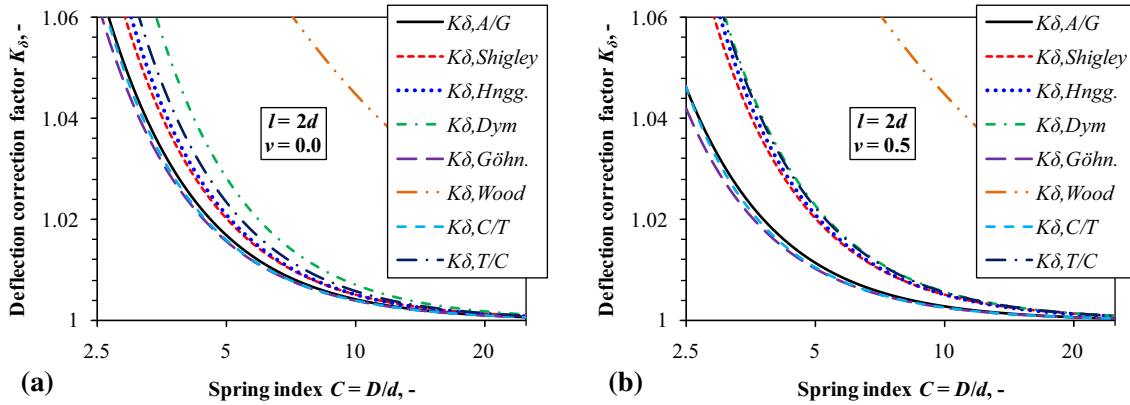 1.06
1.04
1.02
1
Deflection correction factor Kδ, -
2.5
5
10
20
Spring index C = D/d, -
l = 2d
ν = 0.0
Kδ,A/G
Kδ,Shigley
Kδ,Hngg.
Kδ,Dym
Kδ,Göhn.
Kδ,Wood
Kδ,C/T
Kδ,T/C
(a)
1.06
1.04
1.02
1
Deflection correction factor Kδ, -
2.5
5
10
20
Spring index C = D/d, -
l = 2d
ν = 0.5
Kδ,A/G
Kδ,Shigley
Kδ,Hngg.
Kδ,Dym
Kδ,Göhn.
Kδ,Wood
Kδ,C/T
Kδ,T/C
(b)